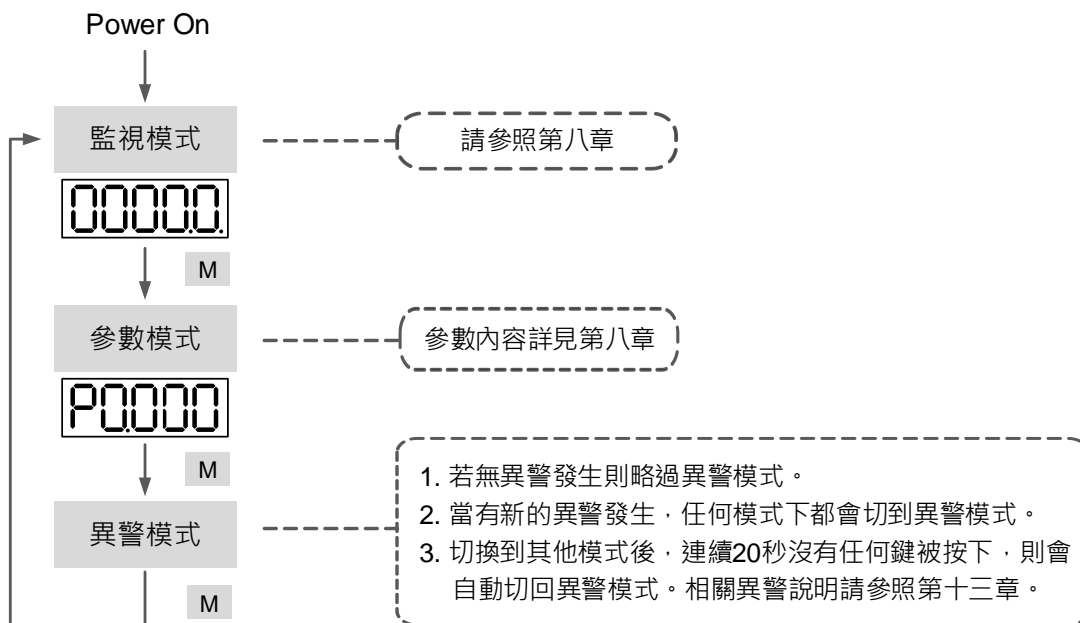 Power On
監視模式
請參照第八章
0000.0.
M
參數模式
參數內容詳見第八章
P0.000
M
1. 若無異警發生則略過異警模式。
2. 當有新的異警發生，任何模式下都會切到異警模式。
異警模式
3. 切換到其他模式後，連續20秒沒有任何鍵被按下，則會
自動切回異警模式。相關異警說明請參照第十三章。
M